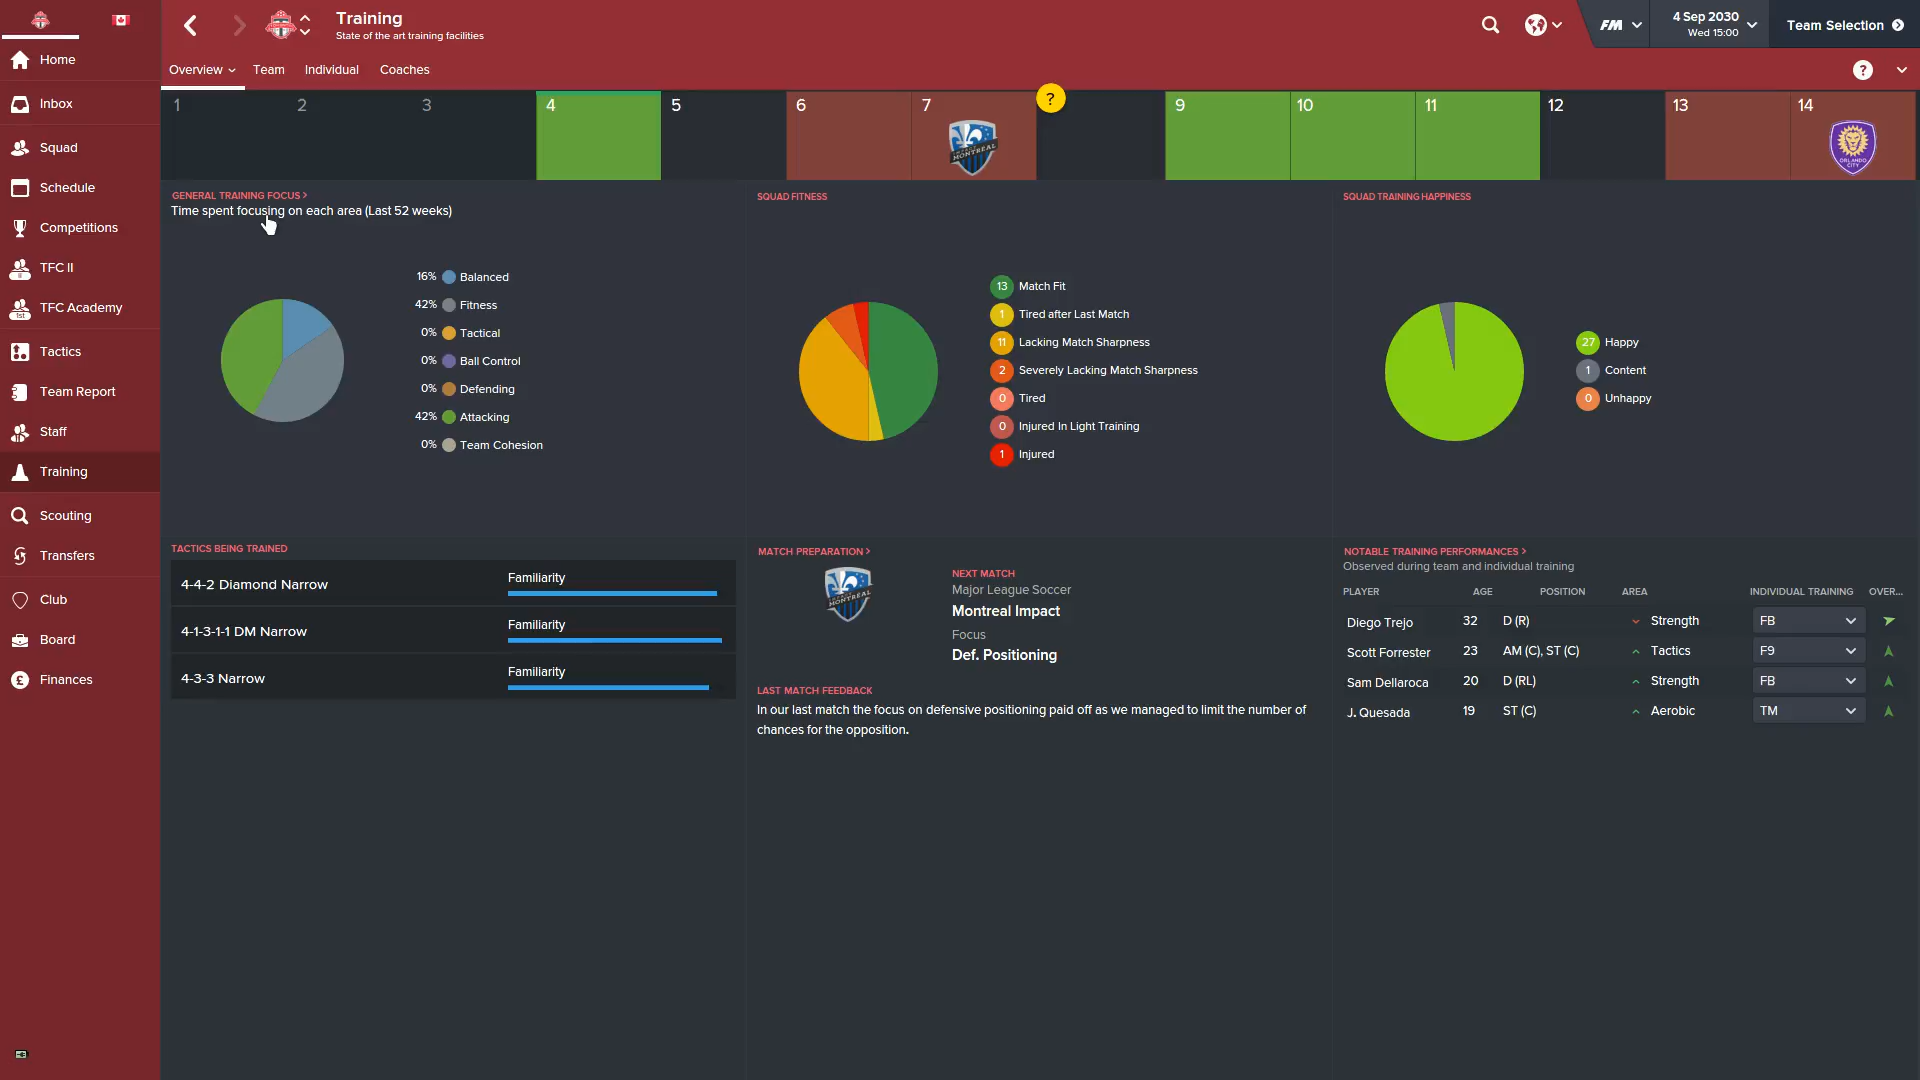 Training
State of the art training facilities
FM
4 Sep 2030
Wed 15:00
Team Selection
Overview
Team
Individual
Coaches
?
Home
Inbox
Squad
Schedule
Competitions
TFC II
TFC Academy
Tactics
Team Report
Staff
Training
Scouting
Transfers
Club
Board
Finances
1
2
3
4
5
6
7
MONTREAL
?
9
10
11
12
13
14
ORLANDO
CITY
GENERAL TRAINING FOCUS >
Time spent focusing on each area (Last 52 weeks)
16% Balanced
42% Fitness
0% Tactical
0% Ball Control
0% Defending
42% Attacking
0% Team Cohesion
SQUAD FITNESS
13 Match Fit
1 Tired after Last Match
11 Lacking Match Sharpness
2 Severely Lacking Match Sharpness
0 Tired
0 Injured In Light Training
1 Injured
SQUAD TRAINING HAPPINESS
27 Happy
1 Content
0 Unhappy
TACTICS BEING TRAINED
4-4-2 Diamond Narrow Familiarity
4-1-3-1-1 DM Narrow Familiarity
4-3-3 Narrow Familiarity
MATCH PREPARATION >
MONTREAL
NEXT MATCH
Major League Soccer
Montreal Impact
Focus
Def. Positioning
LAST MATCH FEEDBACK
In our last match the focus on defensive positioning paid off as we managed to limit the number of
chances for the opposition.
NOTABLE TRAINING PERFORMANCES >
Observed during team and individual training
PLAYER AGE POSITION AREA INDIVIDUAL TRAINING OVER...
Diego Trejo 32 D (R) Strength FB
Scott Forrester 23 AM (C), ST (C) Tactics F9
Sam Dellaroca 20 D (RL) Strength FB
J. Quesada 19 ST (C) Aerobic TM